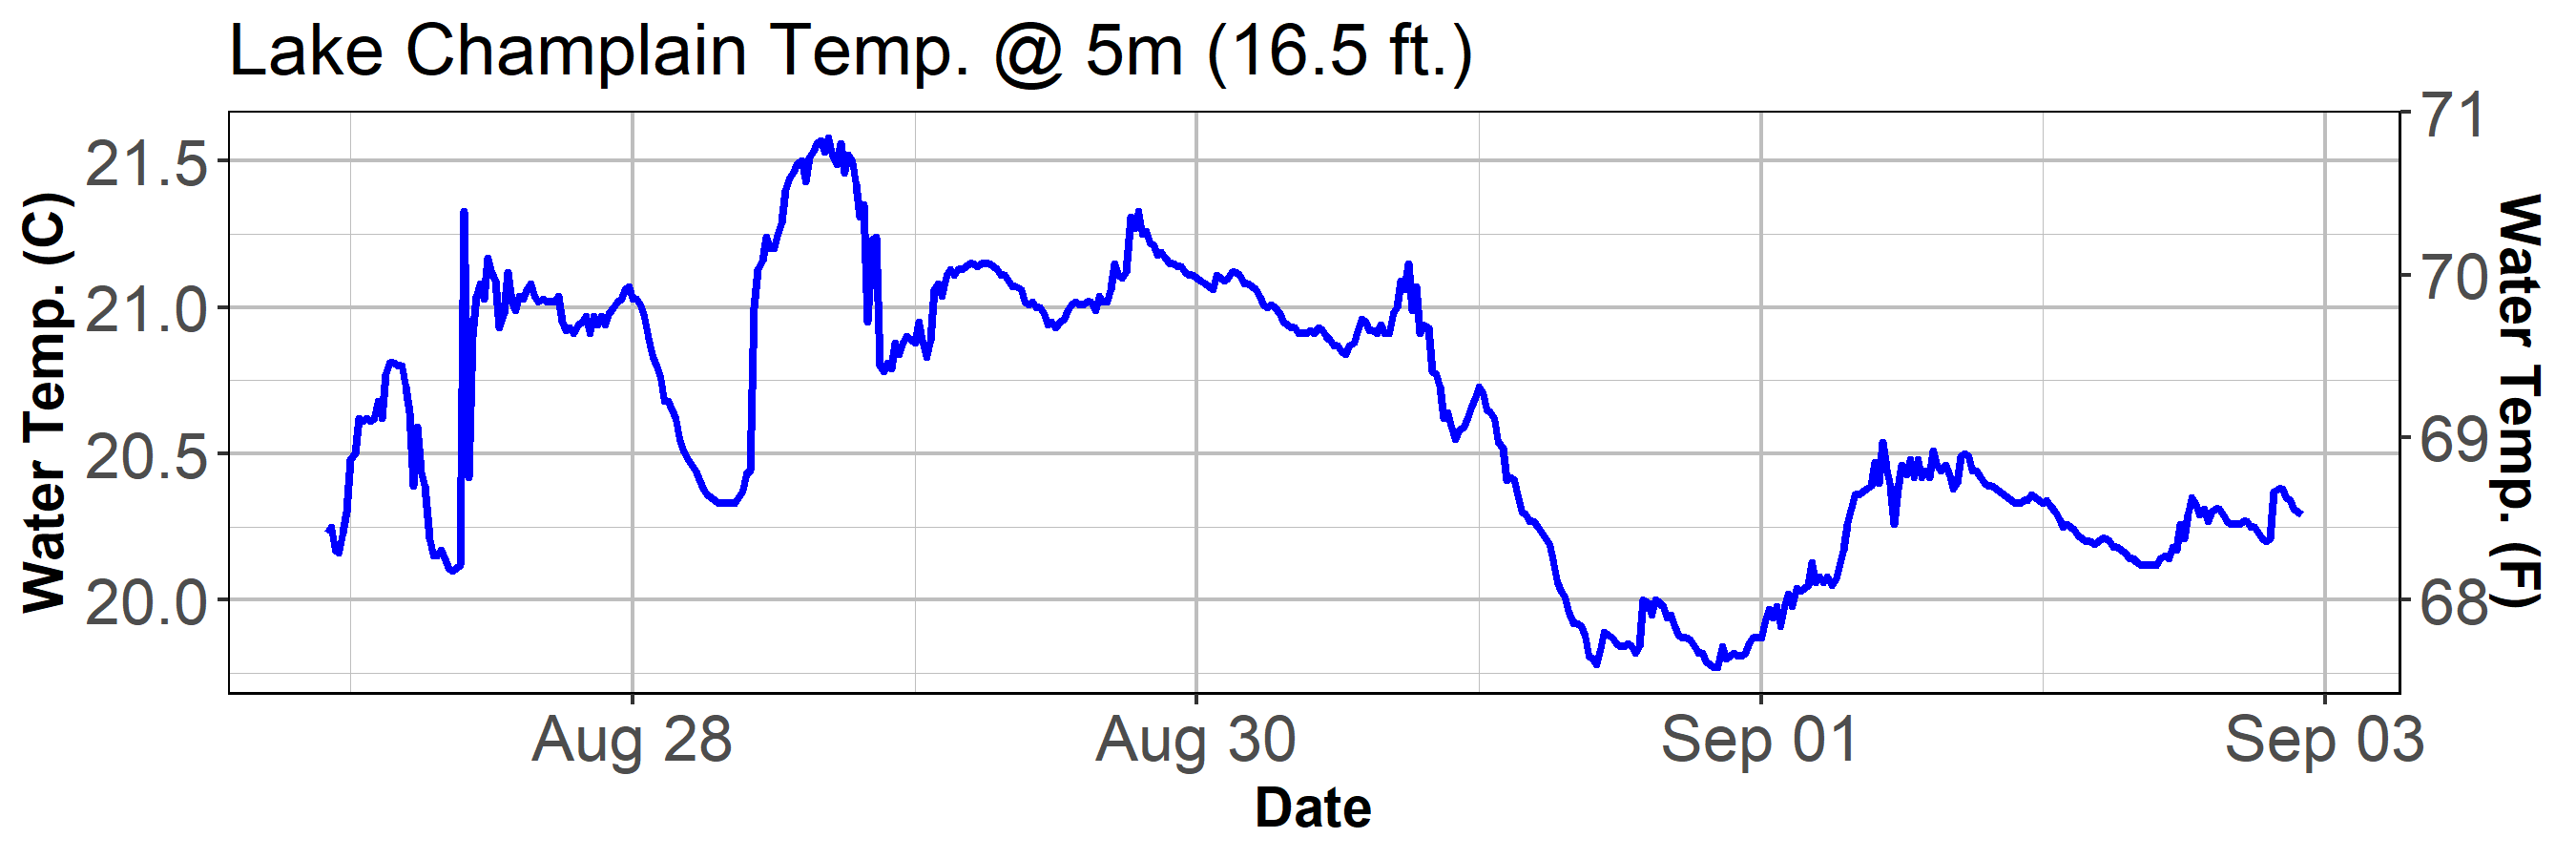 Lake Champlain Temp. @ 5m (16.5 ft.)
Water Temp. (C)
21.5
21.0
20.5
20.0
71
70
69
68
Water Temp. (F)
Aug 28
Aug 30
Sep 01
Sep 03
Date